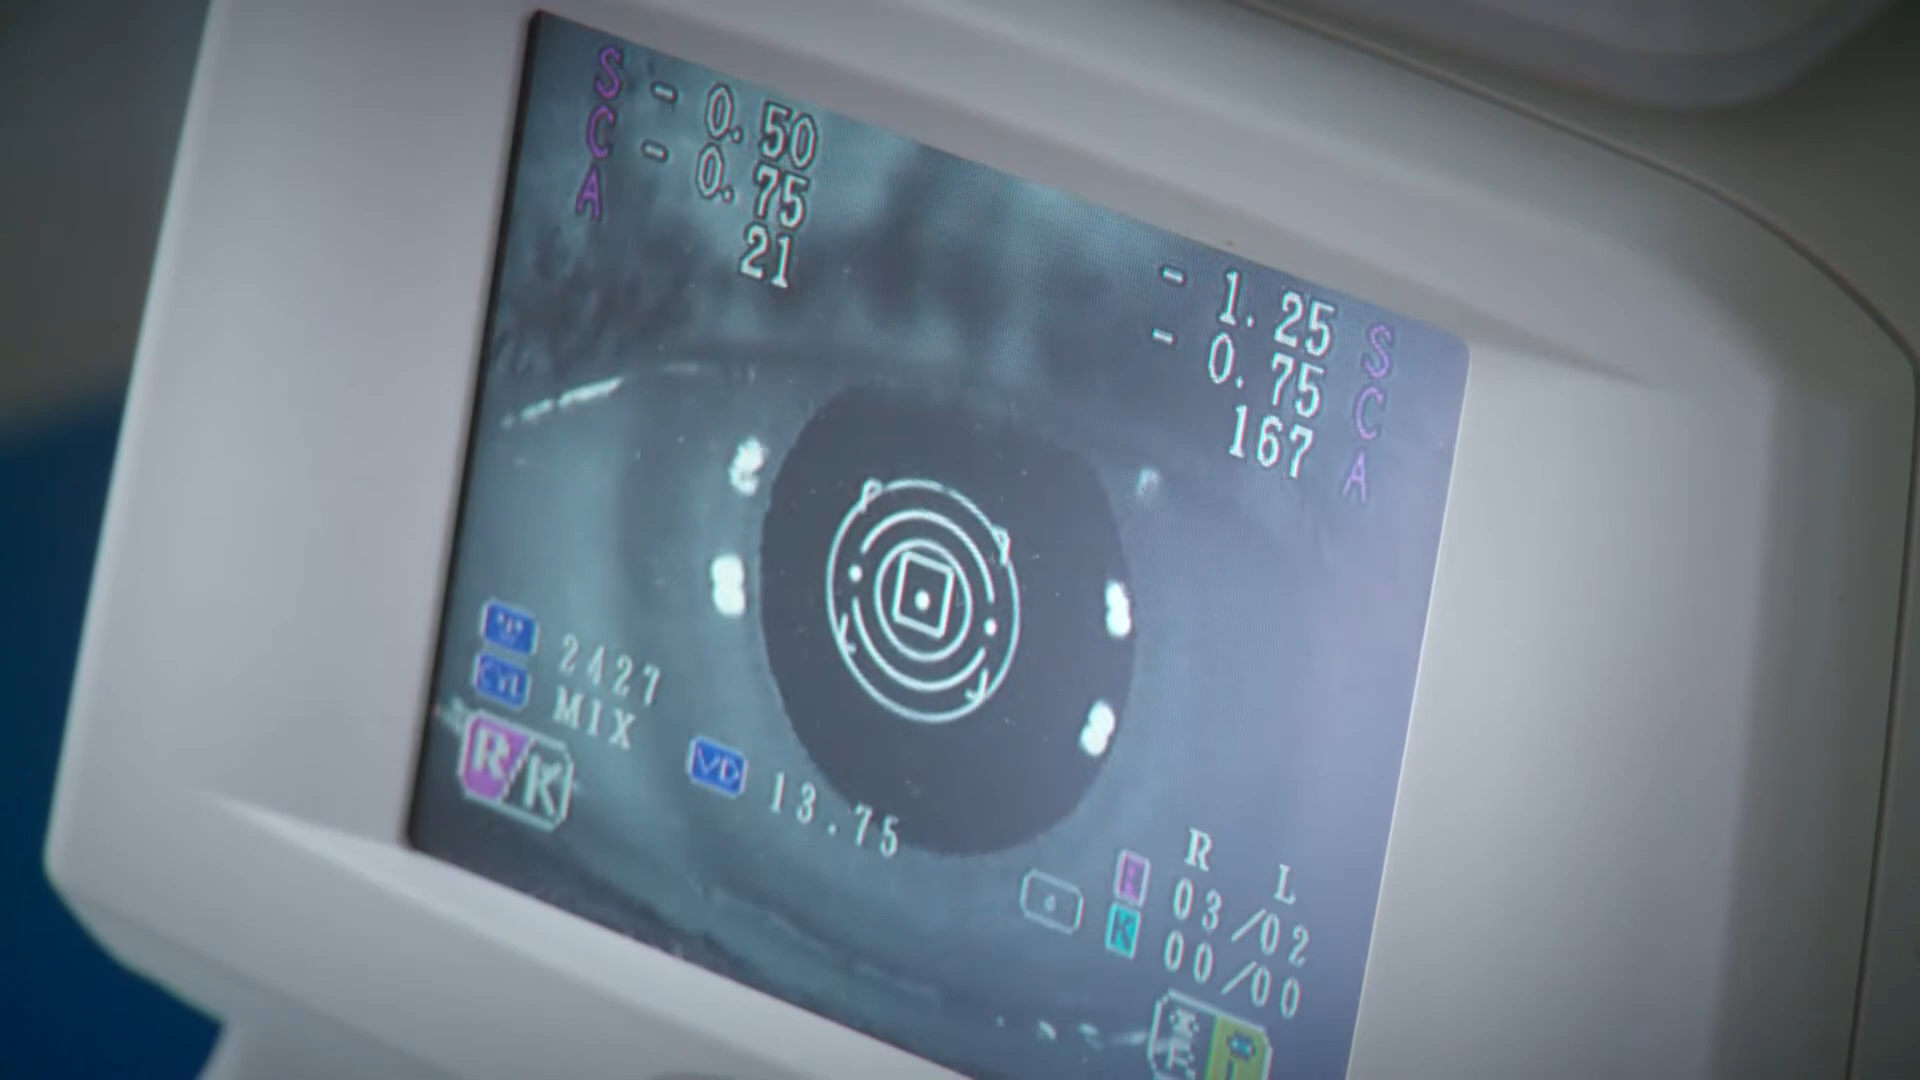 S - 0.50
C - 0.75
A 21
- 1.25 S
- 0.75 C
167 A
2427
CYL MIX
R/K
VD 13.75
R L
R 03/02
K 00/00